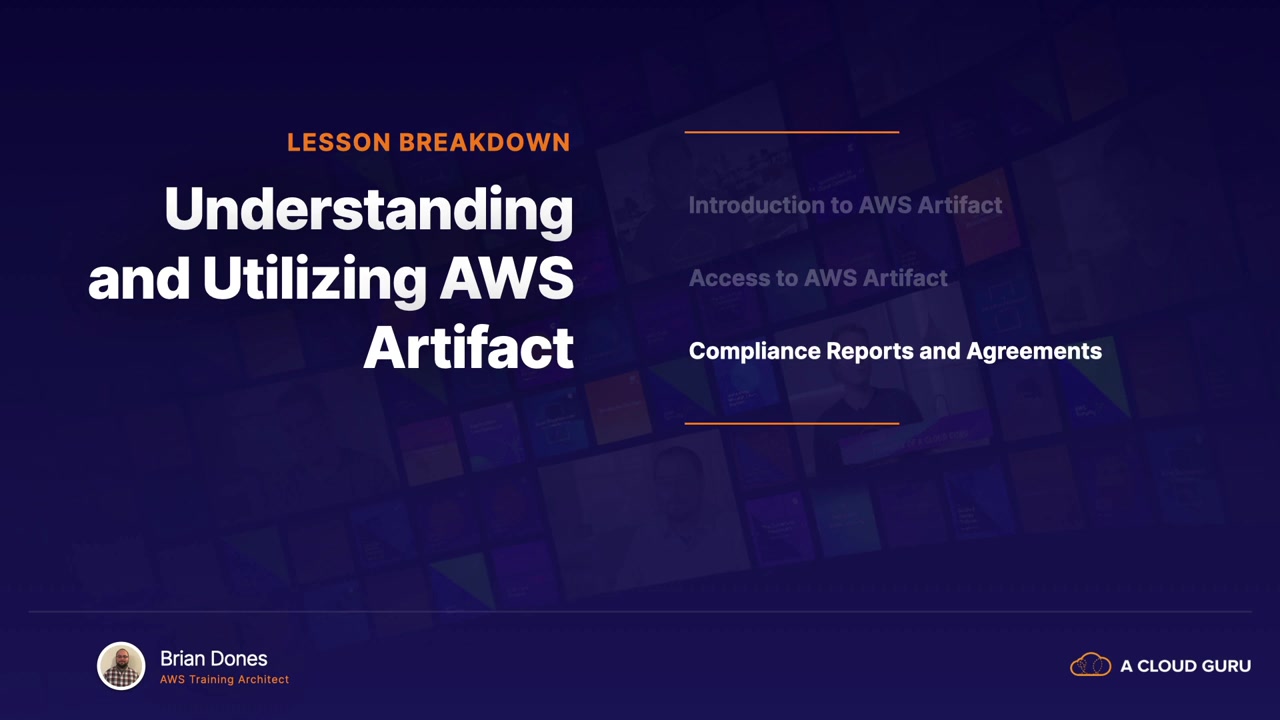 LESSON BREAKDOWN
Understanding
and Utilizing AWS
Artifact
Introduction to AWS Artifact
Access to AWS Artifact
Compliance Reports and Agreements
Brian Dones
AWS Training Architect
A CLOUD GURU